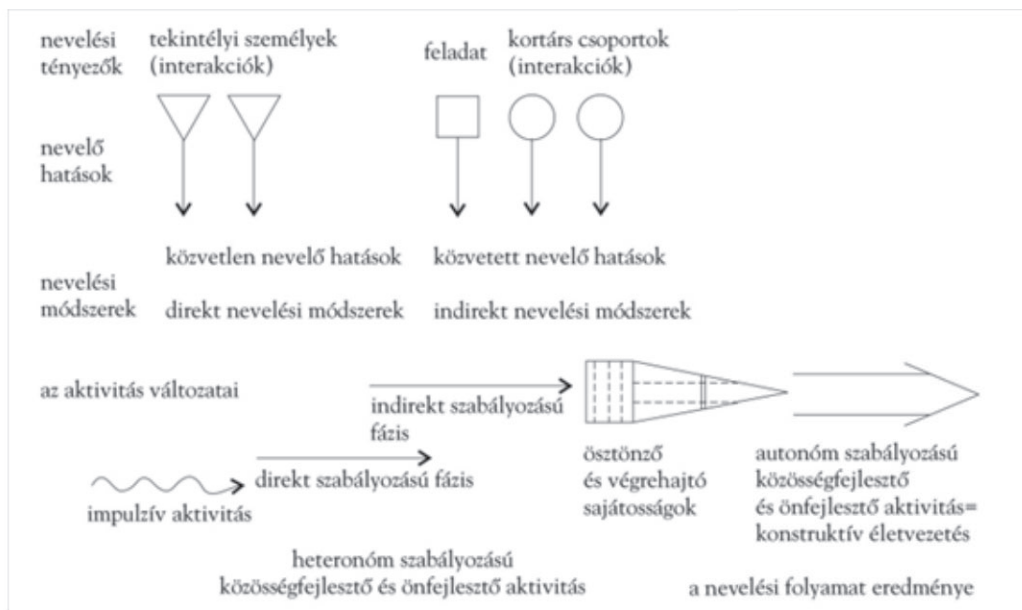 nevelési
tényezők
tekintélyi személyek
(interakciók)
feladat
kortárs csoportok
(interakciók)
nevelő
hatások
közvetlen nevelő hatások
közvetett nevelő hatások
nevelési
módszerek
direkt nevelési módszerek
indirekt nevelési módszerek
az aktivitás változatai
indirekt szabályozású
fázis
direkt szabályozású fázis
impulzív aktivitás
ösztönző
és végrehajtó
sajátosságok
autonóm szabályozású
közösségfejlesztő
és önfejlesztő aktivitás=
konstruktív életvezetés
heteronóm szabályozású
közösségfejlesztő és önfejlesztő aktivitás
a nevelési folyamat eredménye